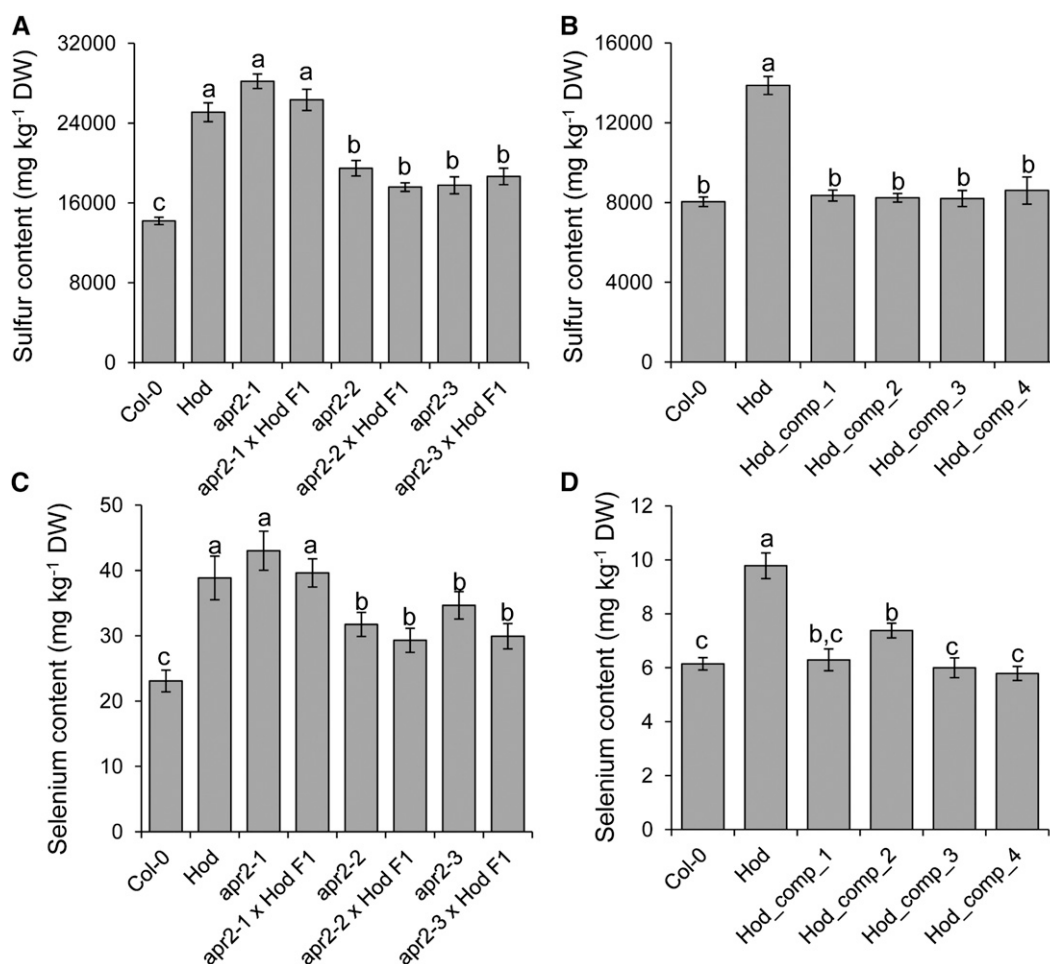 A
Sulfur content (mg kg⁻¹ DW)
32000
24000
16000
8000
0
c
a
a
a
b
b
b
b
Col-0
Hod
apr2-1
apr2-1 x Hod F1
apr2-2
apr2-2 x Hod F1
apr2-3
apr2-3 x Hod F1
B
Sulfur content (mg kg⁻¹ DW)
16000
12000
8000
4000
0
b
a
b
b
b
b
Col-0
Hod
Hod_comp_1
Hod_comp_2
Hod_comp_3
Hod_comp_4
C
Selenium content (mg kg⁻¹ DW)
50
40
30
20
10
0
c
a
a
a
b
b
b
b
Col-0
Hod
apr2-1
apr2-1 x Hod F1
apr2-2
apr2-2 x Hod F1
apr2-3
apr2-3 x Hod F1
D
Selenium content (mg kg⁻¹ DW)
12
10
8
6
4
2
0
c
a
b,c
b
c
c
Col-0
Hod
Hod_comp_1
Hod_comp_2
Hod_comp_3
Hod_comp_4